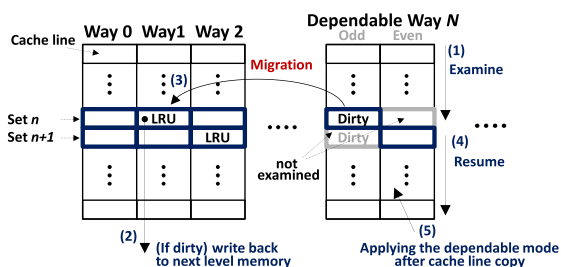 Dependable Way N
Way 0 Way1 Way 2
Odd Even
Cache line
(1)
Examine
Migration
(3)
Set n
LRU
Dirty
Set n+1
LRU
Dirty
(4)
not
examined
Resume
(2)
(5)
(If dirty) write back
to next level memory
Applying the dependable mode
after cache line copy